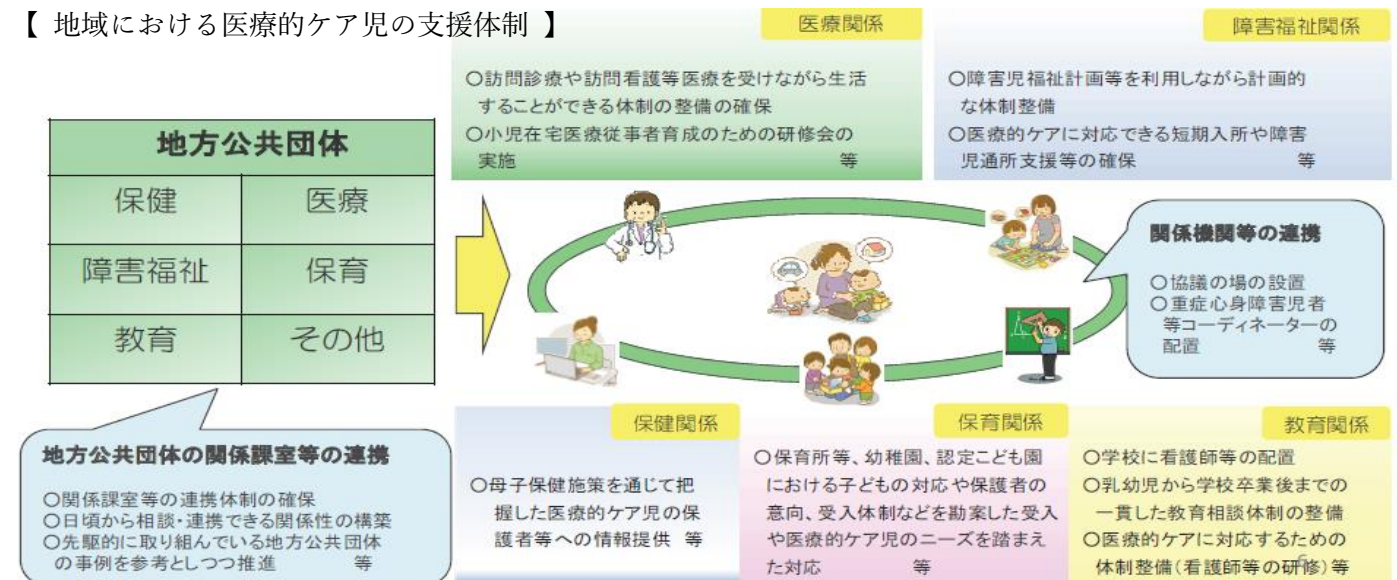 【 地域における医療的ケア児の支援体制 】
医療関係
〇訪問診療や訪問看護等医療を受けながら生活
することができる体制の整備の確保
〇小児在宅医療従事者育成のための研修会の
実施 等
障害福祉関係
〇障害児福祉計画等を利用しながら計画的
な体制整備
〇医療的ケアに対応できる短期入所や障害
児通所支援等の確保 等
地方公共団体
保健 医療
障害福祉 保育
教育 その他
関係機関等の連携
〇協議の場の設置
〇重症心身障害児者
等コーディネーターの
配置 等
地方公共団体の関係課室等の連携
〇関係課室等の連携体制の確保
〇日頃から相談・連携できる関係性の構築
〇先駆的に取り組んでいる地方公共団体
の事例を参考としつつ推進 等
保健関係
〇母子保健施策を通じて把
握した医療的ケア児の保
護者等への情報提供 等
保育関係
〇保育所等、幼稚園、認定こども園
における子どもの対応や保護者の
意向、受入体制などを勘案した受入
や医療的ケア児のニーズを踏まえ
た対応 等
教育関係
〇学校に看護師等の配置
〇乳幼児から学校卒業後までの
一貫した教育相談体制の整備
〇医療的ケアに対応するための
体制整備(看護師等の研修)等
6